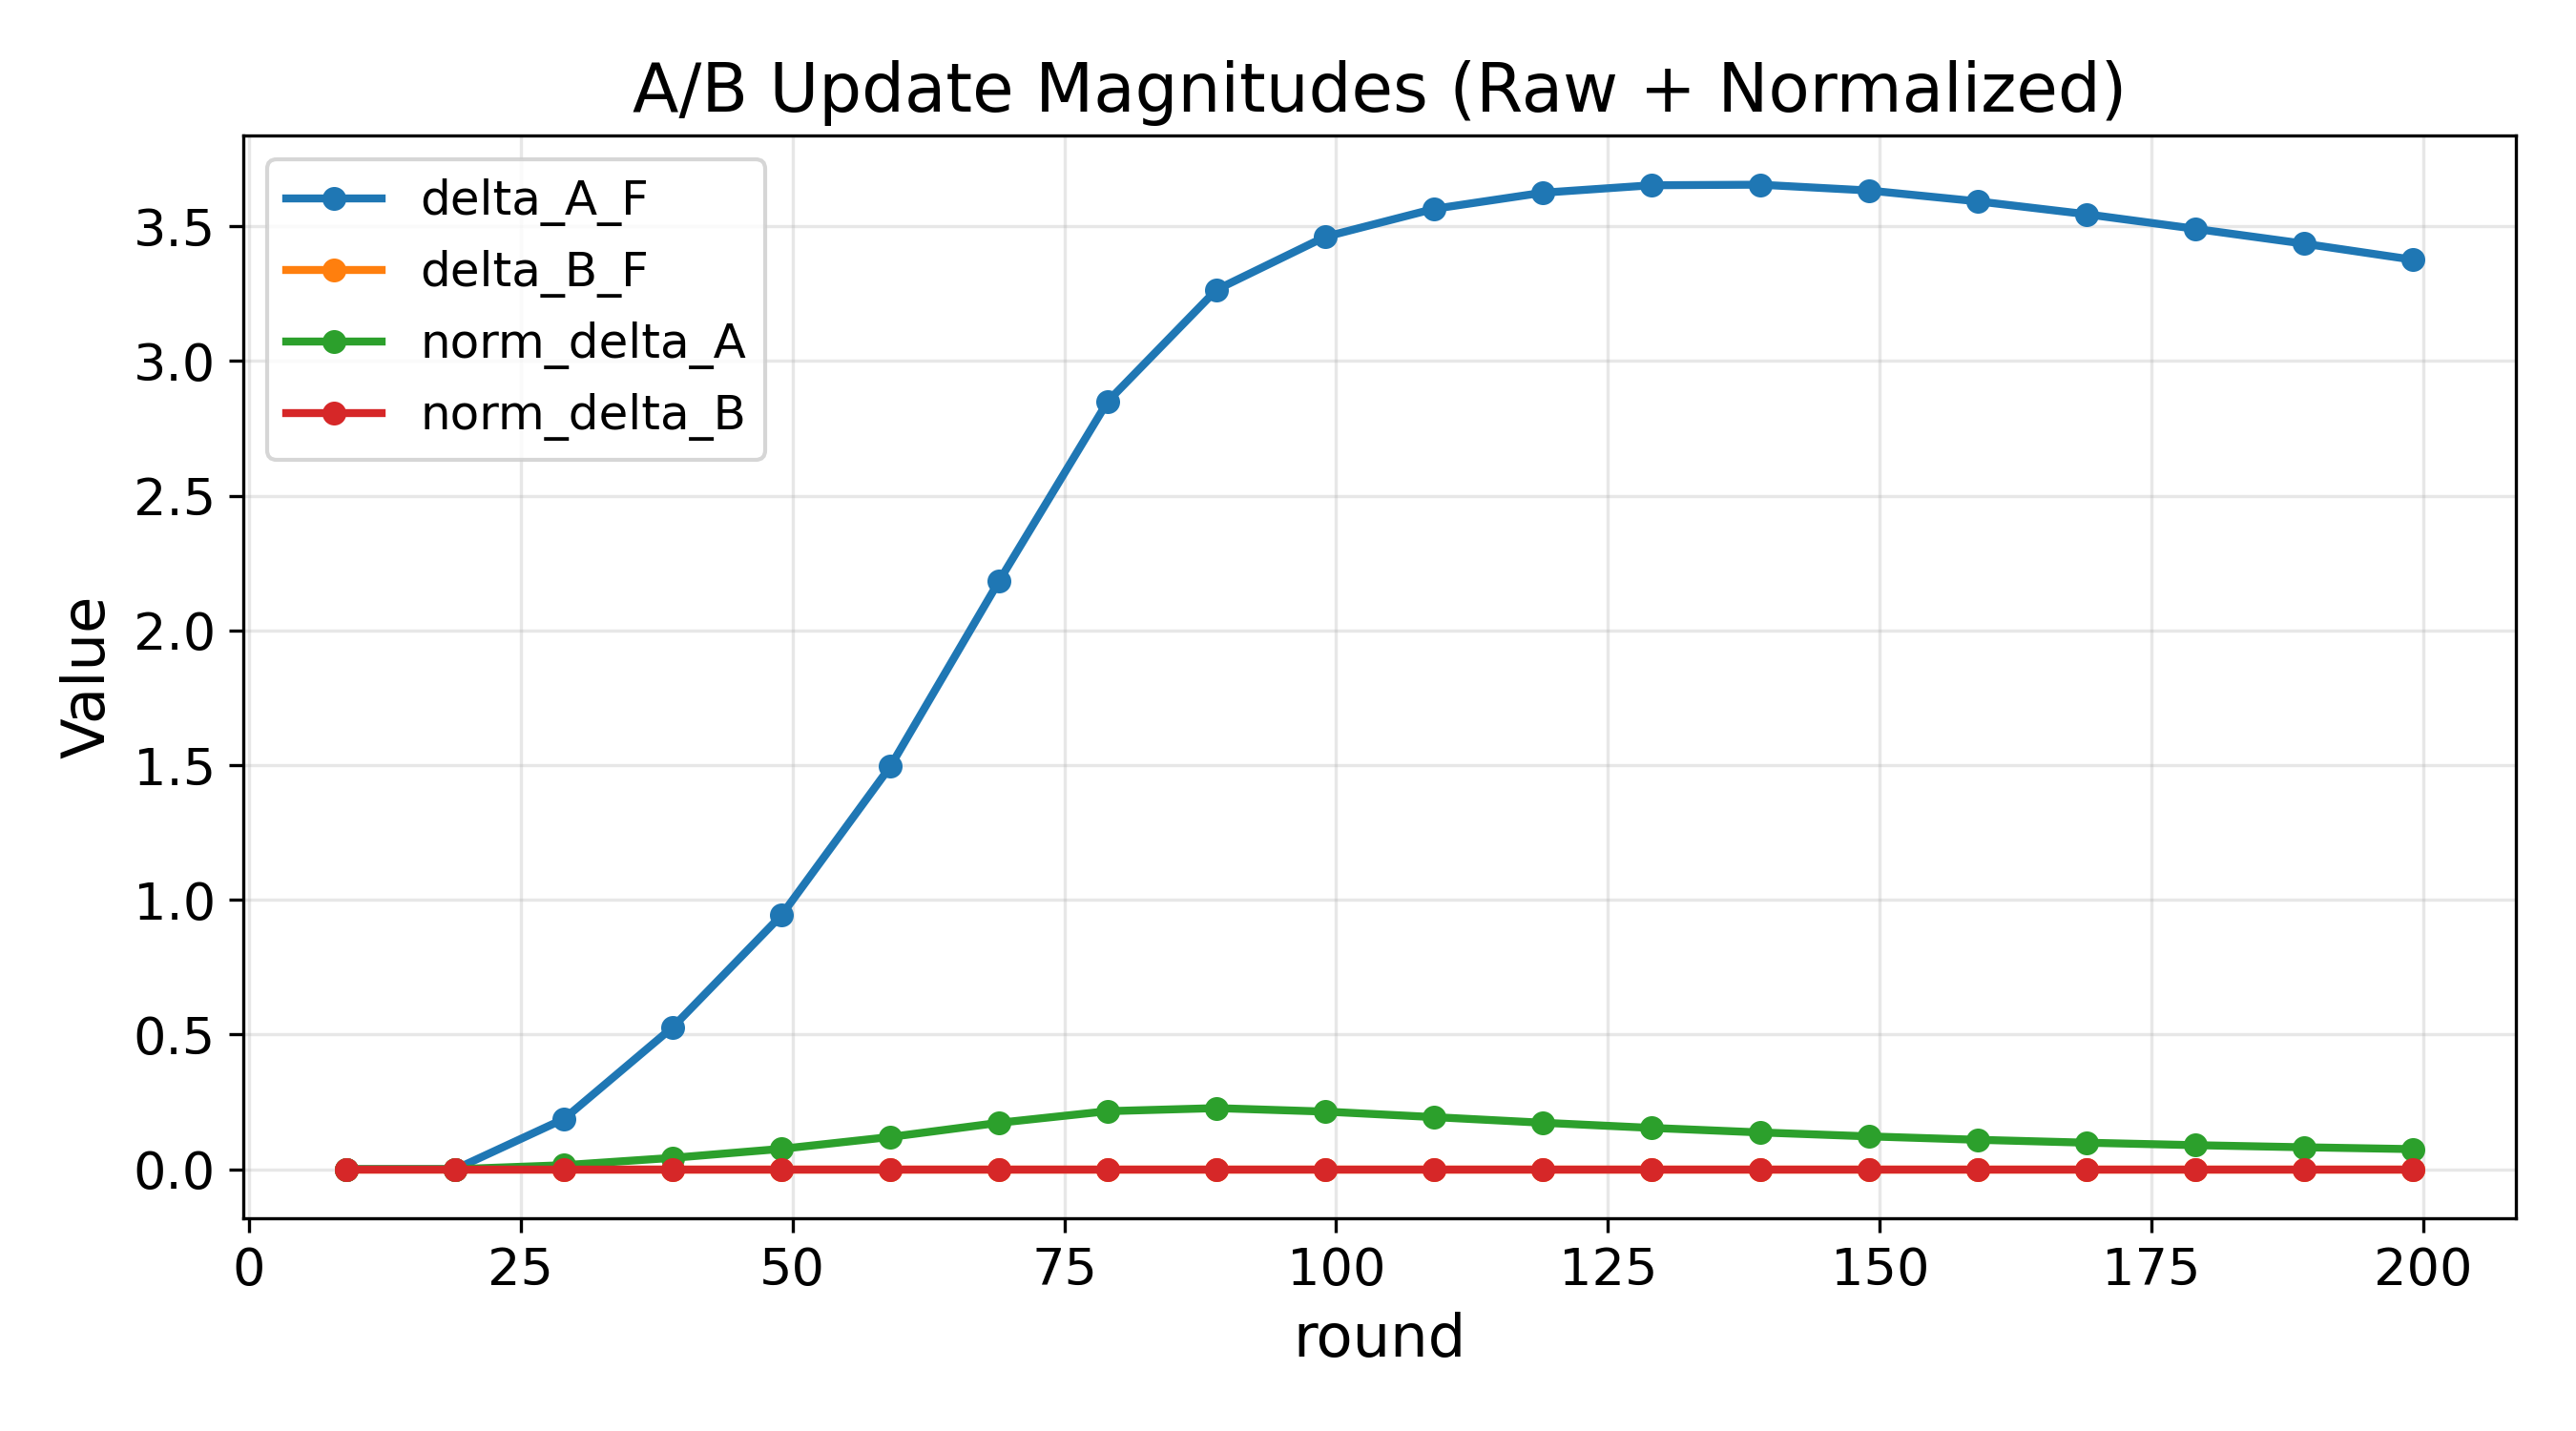 A/B Update Magnitudes (Raw + Normalized)
delta_A_F
delta_B_F
norm_delta_A
norm_delta_B
Value
3.5
3.0
2.5
2.0
1.5
1.0
0.5
0.0
0 25 50 75 100 125 150 175 200
round